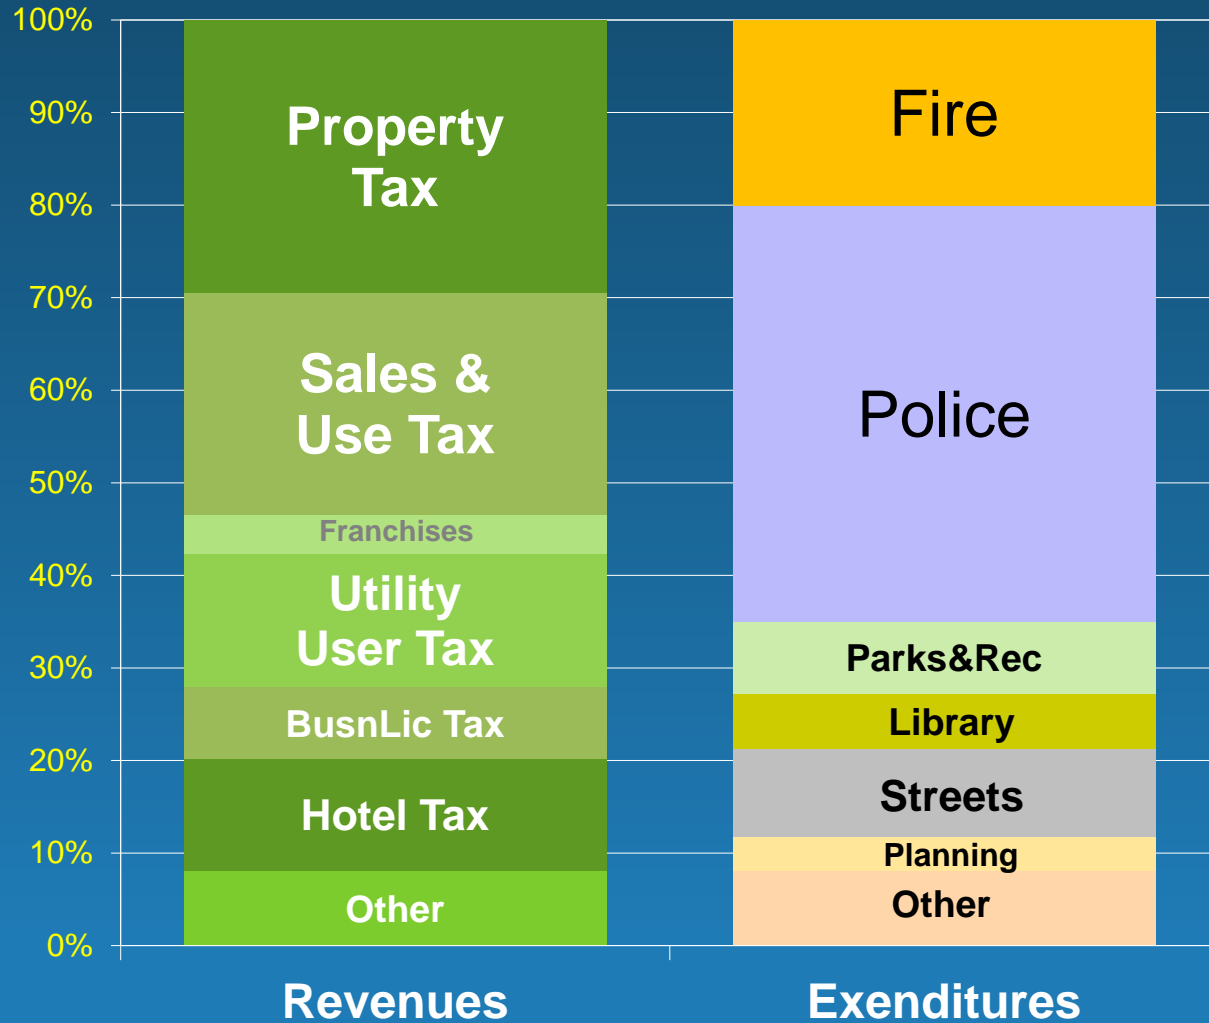 100%
90%
80%
70%
60%
50%
40%
30%
20%
10%
0%
Property
Tax
Sales &
Use Tax
Franchises
Utility
User Tax
BusnLic Tax
Hotel Tax
Other
Revenues
Fire
Police
Parks&Rec
Library
Streets
Planning
Other
Exenditures